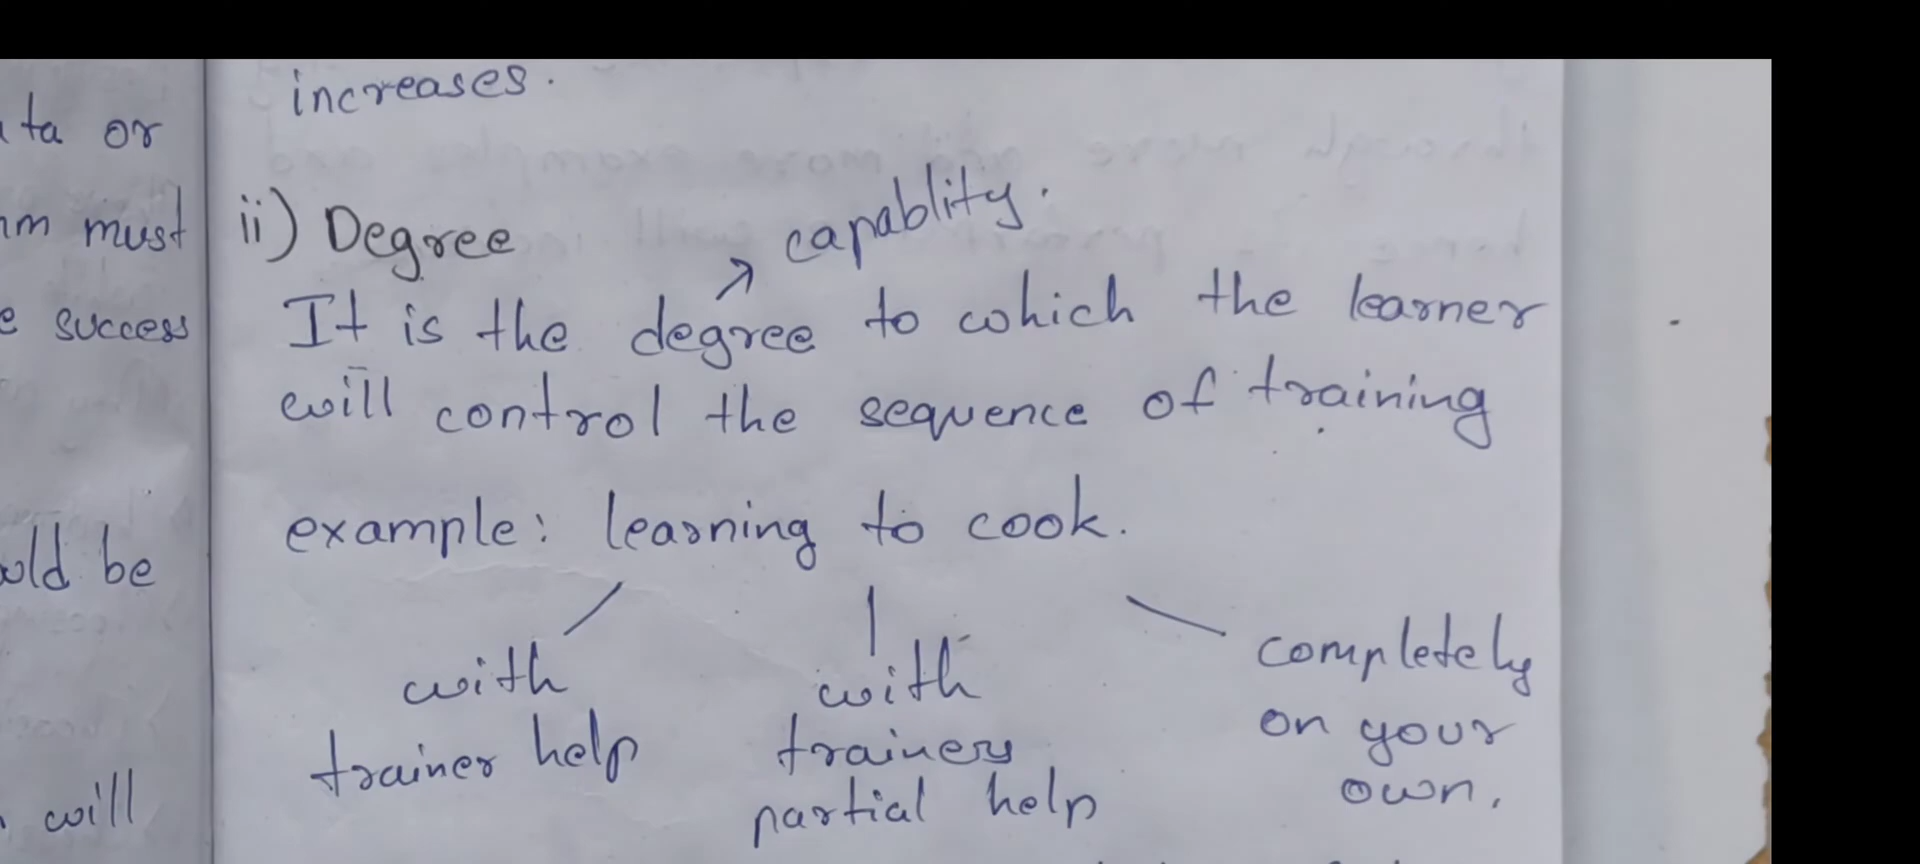 increases.
ta or
must
success
be
will
ii) Degree
capablity.
It is the degree to which the learner
will control the sequence of training
example: learning to cook.
with
trainer help
with
trainers
partial help
completely
on your
own.